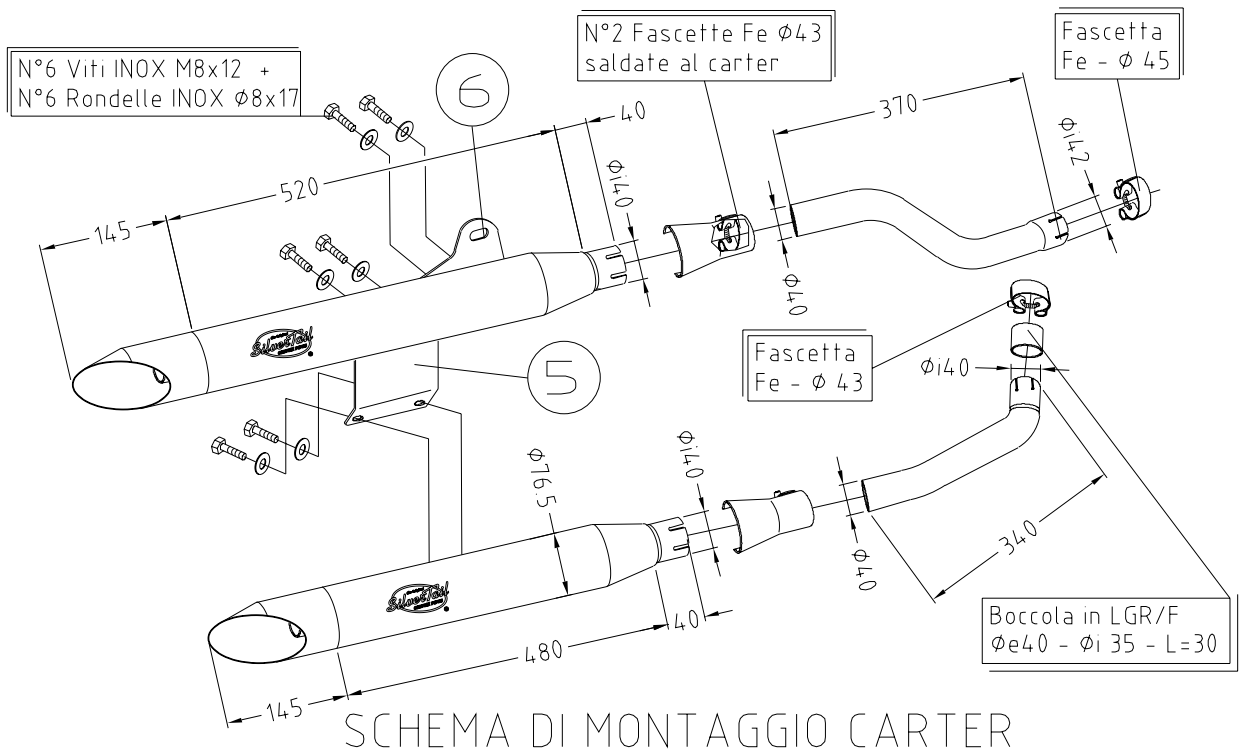 N°2 Fascette Fe Ø43
saldate al carter
Fascetta
Fe - Ø 45
N°6 Viti INOX M8x12 +
N°6 Rondelle INOX Ø8x17
6
40
370
Øi42
520
Øi40
145
Ø40
SilverTail
®
Fascetta
Fe - Ø 43
Øi40
5
Øi40
Ø76.5
340
Ø40
SilverTail
®
40
480
145
Boccola in LGR/F
Øe40 - Øi 35 - L=30
SCHEMA DI MONTAGGIO CARTER